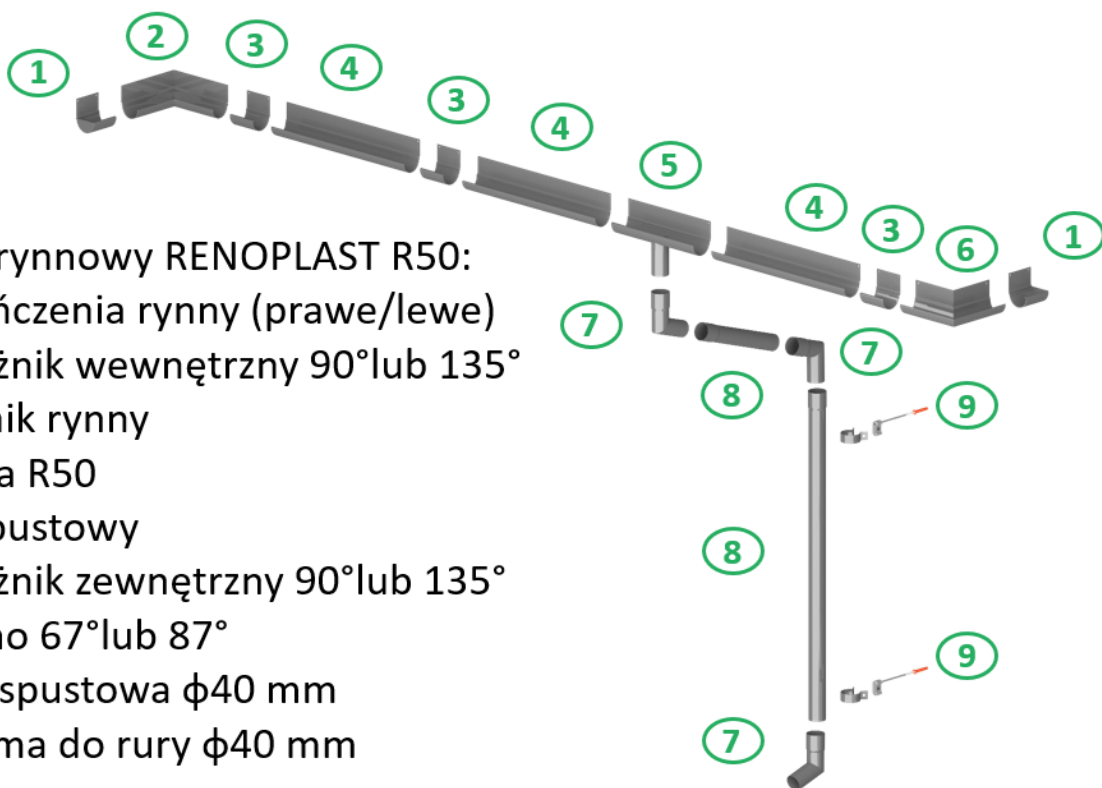 2
3
1
4
3
4
5
4
3
6
1
rynnowy RENOPLAST R50:
ńczenia rynny (prawe/lewe)
żnik wewnętrzny 90°lub 135°
nik rynny
a R50
pustowy
żnik zewnętrzny 90°lub 135°
no 67°lub 87°
spustowa ϕ40 mm
ma do rury ϕ40 mm
7
7
8
9
8
9
7